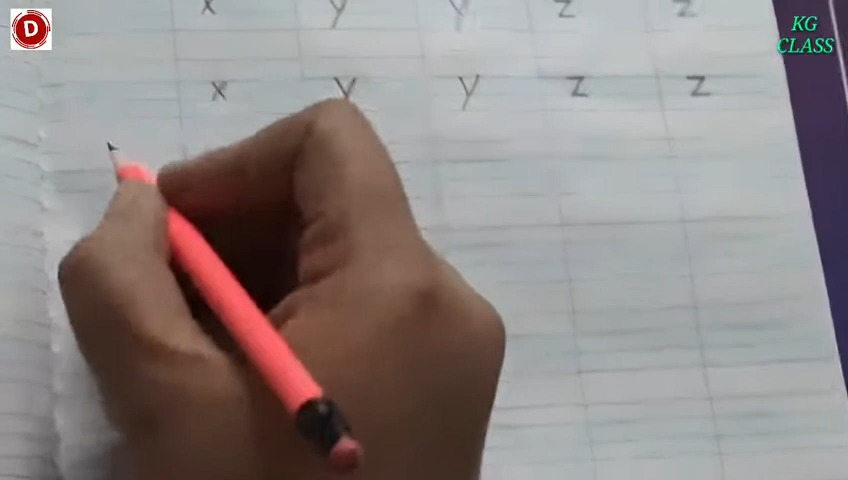 D
KG
CLASS
x y y z z
x y y z z